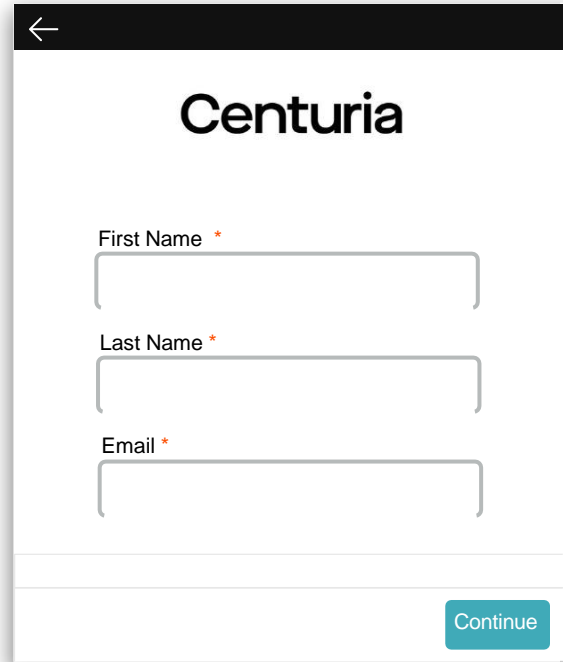 Centuria
First Name *
Last Name *
Email *
Continue